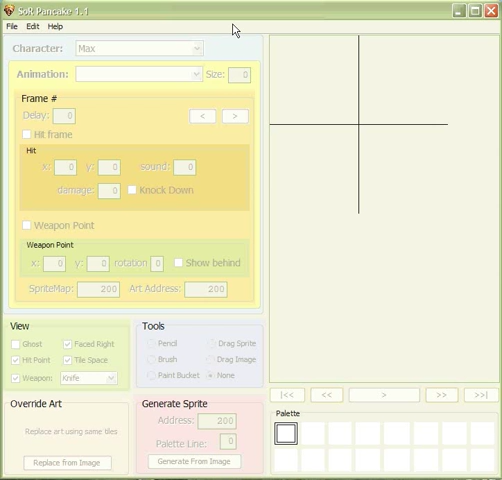 SoR Pancake 1.1
File Edit Help
Character: Max
Animation: Size: 0
Frame #
Delay: 0 < >
Hit frame
Hit
x: 0 y: 0 sound: 0
damage: 0 Knock Down
Weapon Point
Weapon Point
x: 0 y: 0 rotation 0 Show behind
SpriteMap: 200 Art Address: 200
View
Ghost Faced Right
Hit Point Tile Space
Weapon: Knife
Tools
Pencil Drag Sprite
Brush Drag Image
Paint Bucket None
Override Art
Replace art using same tiles
Replace from Image
Generate Sprite
Address: 200
Palette Line: 0
Generate From Image
|<< << > >> >>|
Palette